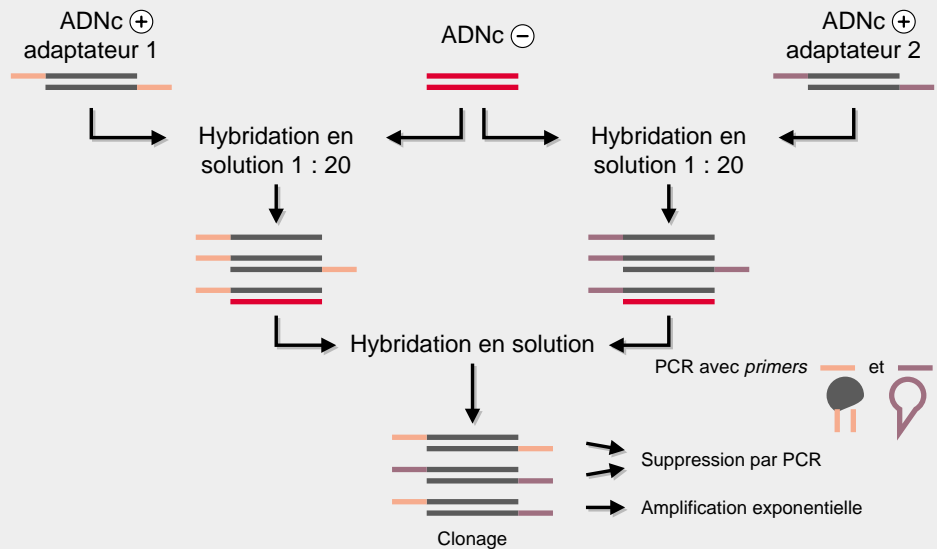 ADNc ⊕
adaptateur 1
ADNc ⊖
ADNc ⊕
adaptateur 2
Hybridation en
solution 1 : 20
Hybridation en
solution 1 : 20
Hybridation en solution
PCR avec primers et
Suppression par PCR
Amplification exponentielle
Clonage